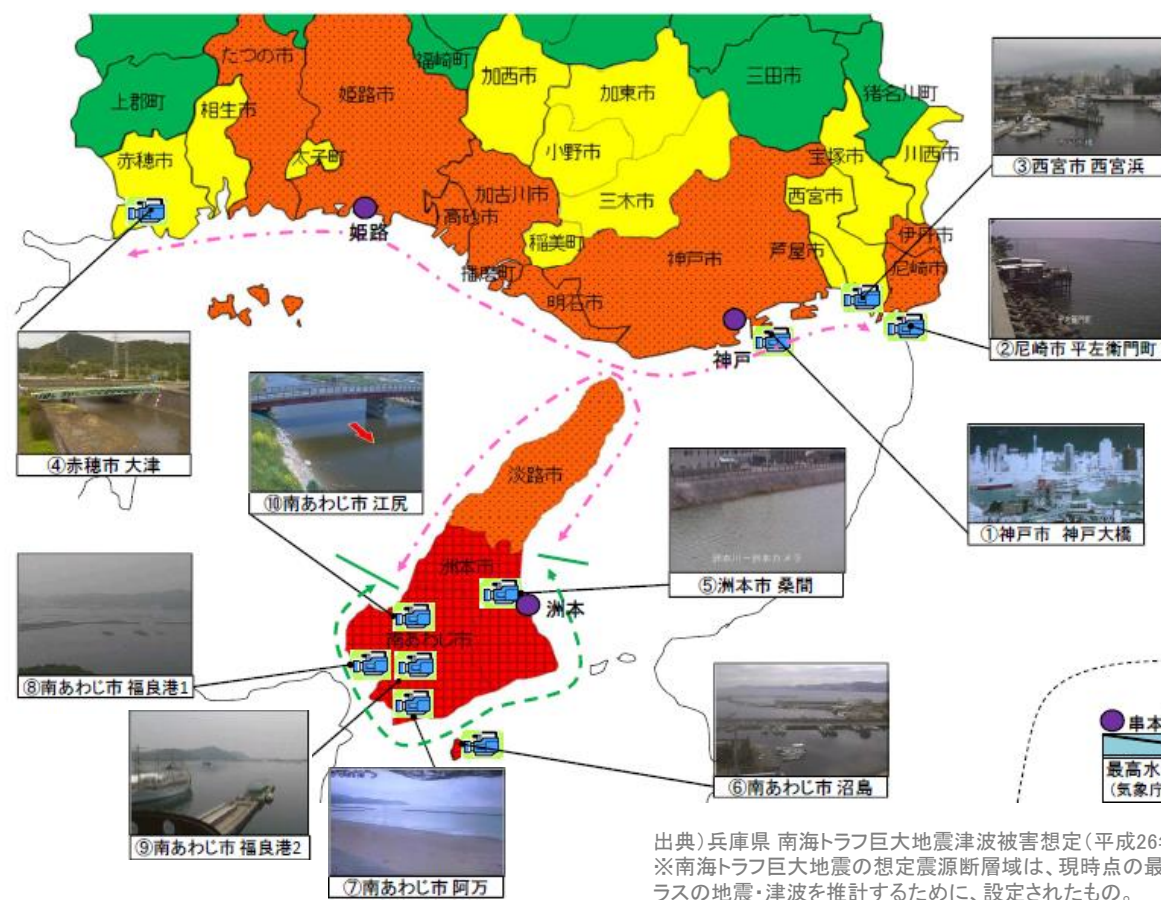 たつの市
福崎町
上郡町
相生市
姫路市
加西市
加東市
三田市
猪名川町
赤穂市
太子町
小野市
宝塚市
川西市
③西宮市 西宮浜
加古川市
三木市
西宮市
高砂市
稲美町
伊丹市
姫路
神戸市
芦屋市
尼崎市
播磨町
明石市
神戸
②尼崎市 平左衛門町
④赤穂市 大津
⑩南あわじ市 江尻
淡路市
①神戸市 神戸大橋
洲本市
⑤洲本市 桑間
洲本
南あわじ市
⑧南あわじ市 福良港1
⑥南あわじ市 沼島
⑨南あわじ市 福良港2
⑦南あわじ市 阿万
串本
最高水
(気象庁
出典)兵庫県 南海トラフ巨大地震津波被害想定(平成26
※南海トラフ巨大地震の想定震源断層域は、現時点の最
ラスの地震・津波を推計するために、設定されたもの。